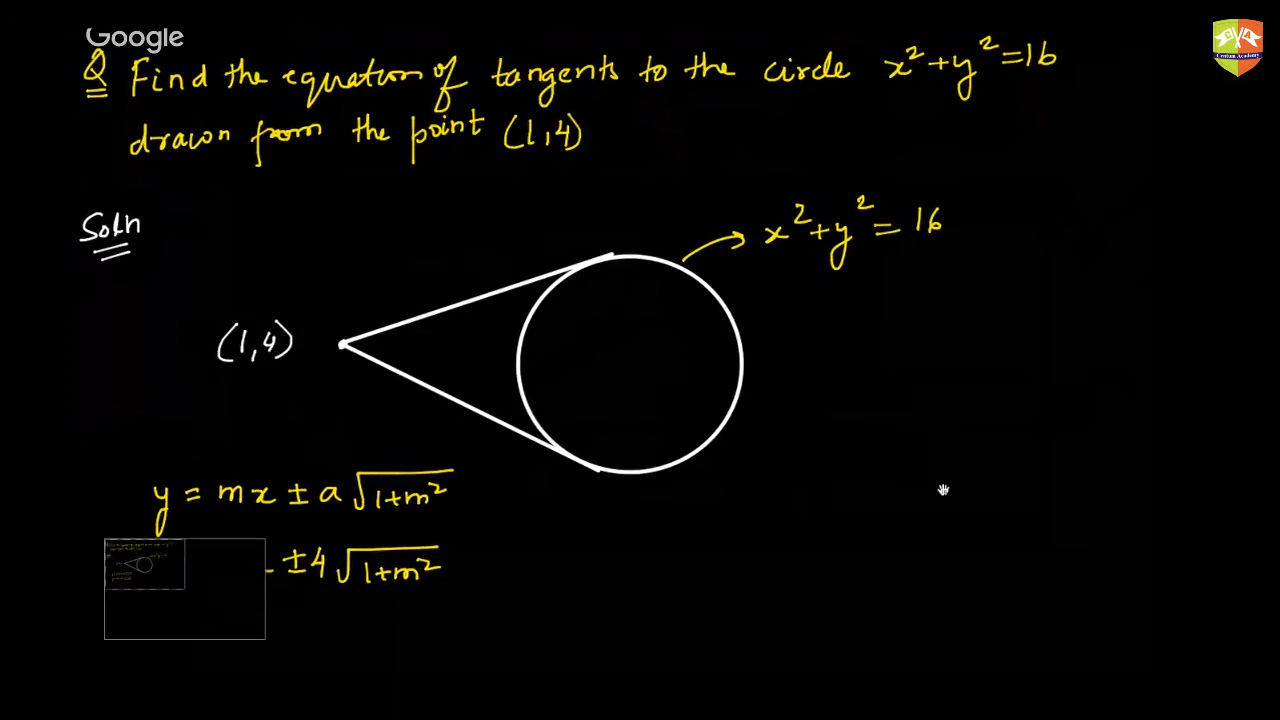 Google
Q Find the equation of tangents to the circle x²+y²=16
drawn from the point (1,4)
Soln
x²+y²=16
(1,4)
y = mx ± a√1+m²
± 4√1+m²